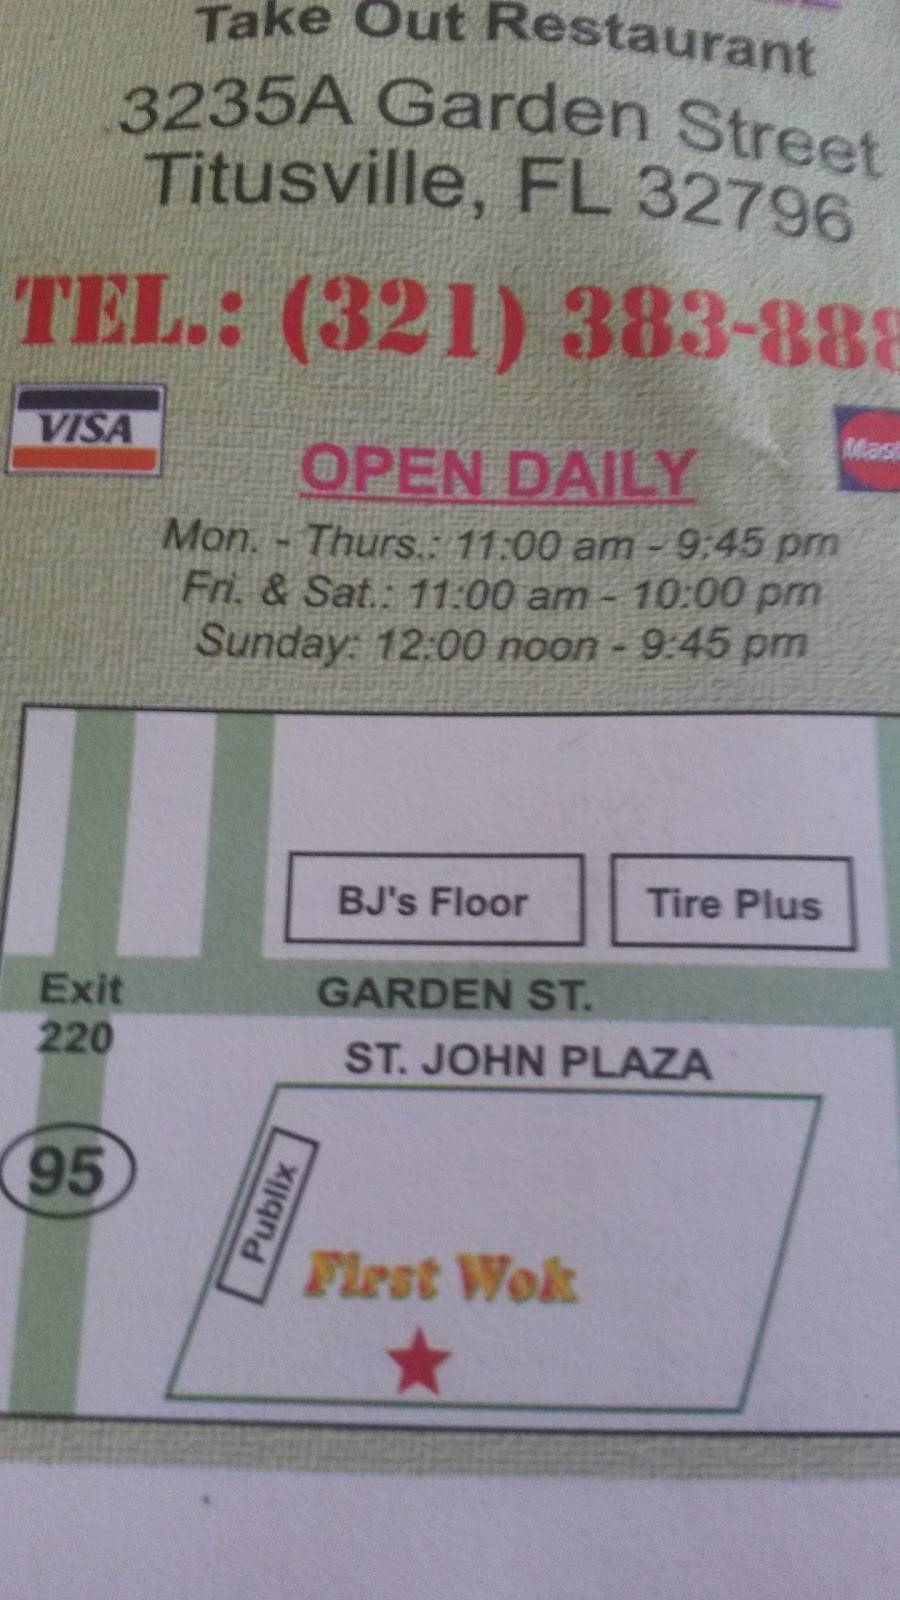 Take Out Restaurant
3235A Garden Street
Titusville, FL 32796
TEL.: (321) 383-888
VISA
OPEN DAILY
Mon. - Thurs.: 11:00 am - 9:45 pm
Fri. & Sat.: 11:00 am - 10:00 pm
Sunday: 12:00 noon - 9:45 pm
BJ's Floor
Tire Plus
Exit
220
GARDEN ST.
ST. JOHN PLAZA
95
Publix
First Wok